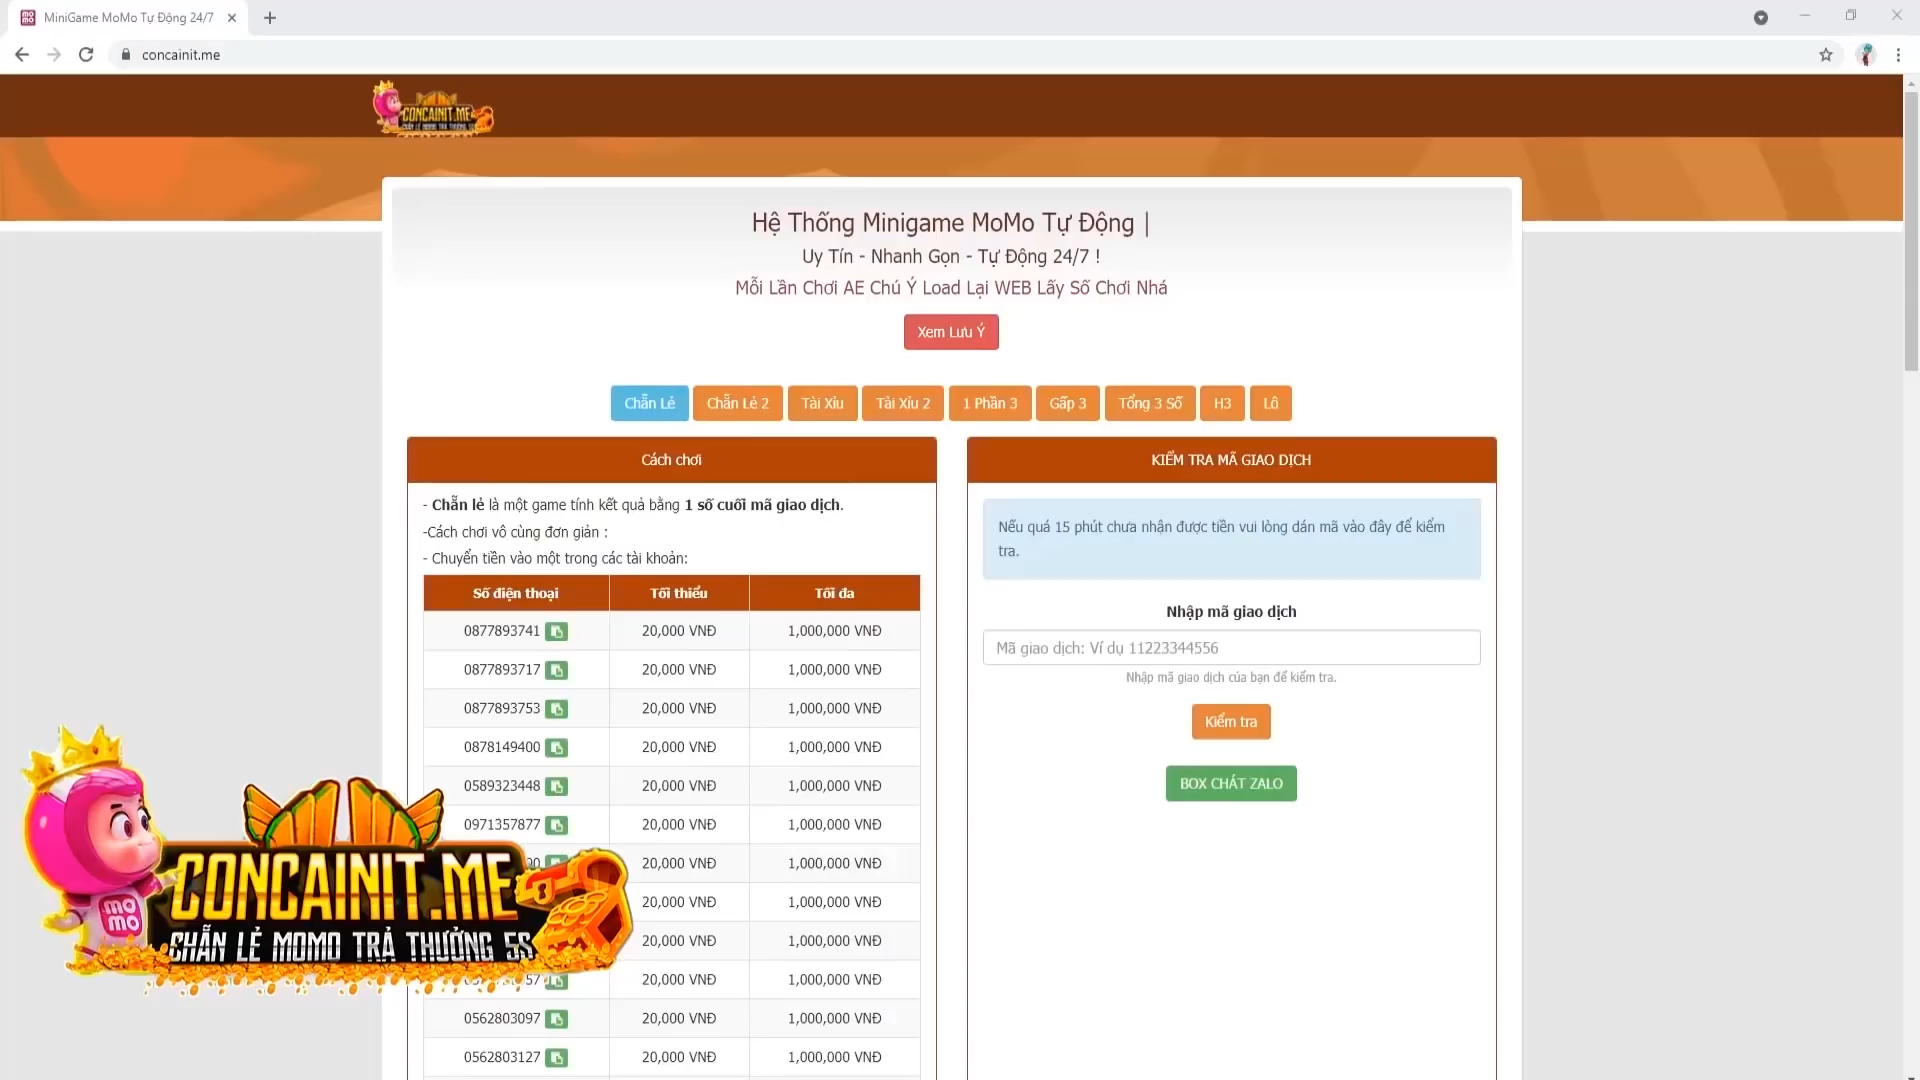 MiniGame MoMo Tự Động 24/7
concainit.me
CONCAINIT.ME
Hệ Thống Minigame MoMo Tự Động |
Uy Tín - Nhanh Gọn - Tự Động 24/7 !
Mỗi Lần Chơi AE Chú Ý Load Lại WEB Lấy Số Chơi Nhá
Xem Lưu Ý
Chẵn Lẻ Chẵn Lẻ 2 Tài Xỉu Tài Xỉu 2 1 Phần 3 Gấp 3 Tổng 3 Số H3 Lô
Cách chơi
- Chẵn lẻ là một game tính kết quả bằng 1 số cuối mã giao dịch.
-Cách chơi vô cùng đơn giản :
- Chuyển tiền vào một trong các tài khoản:
Số điện thoại Tối thiểu Tối đa
0877893741 20,000 VNĐ 1,000,000 VNĐ
0877893717 20,000 VNĐ 1,000,000 VNĐ
0877893753 20,000 VNĐ 1,000,000 VNĐ
0878149400 20,000 VNĐ 1,000,000 VNĐ
0589323448 20,000 VNĐ 1,000,000 VNĐ
0971357877 20,000 VNĐ 1,000,000 VNĐ
20,000 VNĐ 1,000,000 VNĐ
20,000 VNĐ 1,000,000 VNĐ
20,000 VNĐ 1,000,000 VNĐ
20,000 VNĐ 1,000,000 VNĐ
0562803097 20,000 VNĐ 1,000,000 VNĐ
0562803127 20,000 VNĐ 1,000,000 VNĐ
KIỂM TRA MÃ GIAO DỊCH
Nếu quá 15 phút chưa nhận được tiền vui lòng dán mã vào đây để kiểm
tra.
Nhập mã giao dịch
Mã giao dịch: Ví dụ 11223344556
Nhập mã giao dịch của bạn để kiểm tra.
Kiểm tra
BOX CHÁT ZALO
mo
mo
CONCAINIT.ME
CHẴN LẺ MOMO TRẢ THƯỞNG 5S